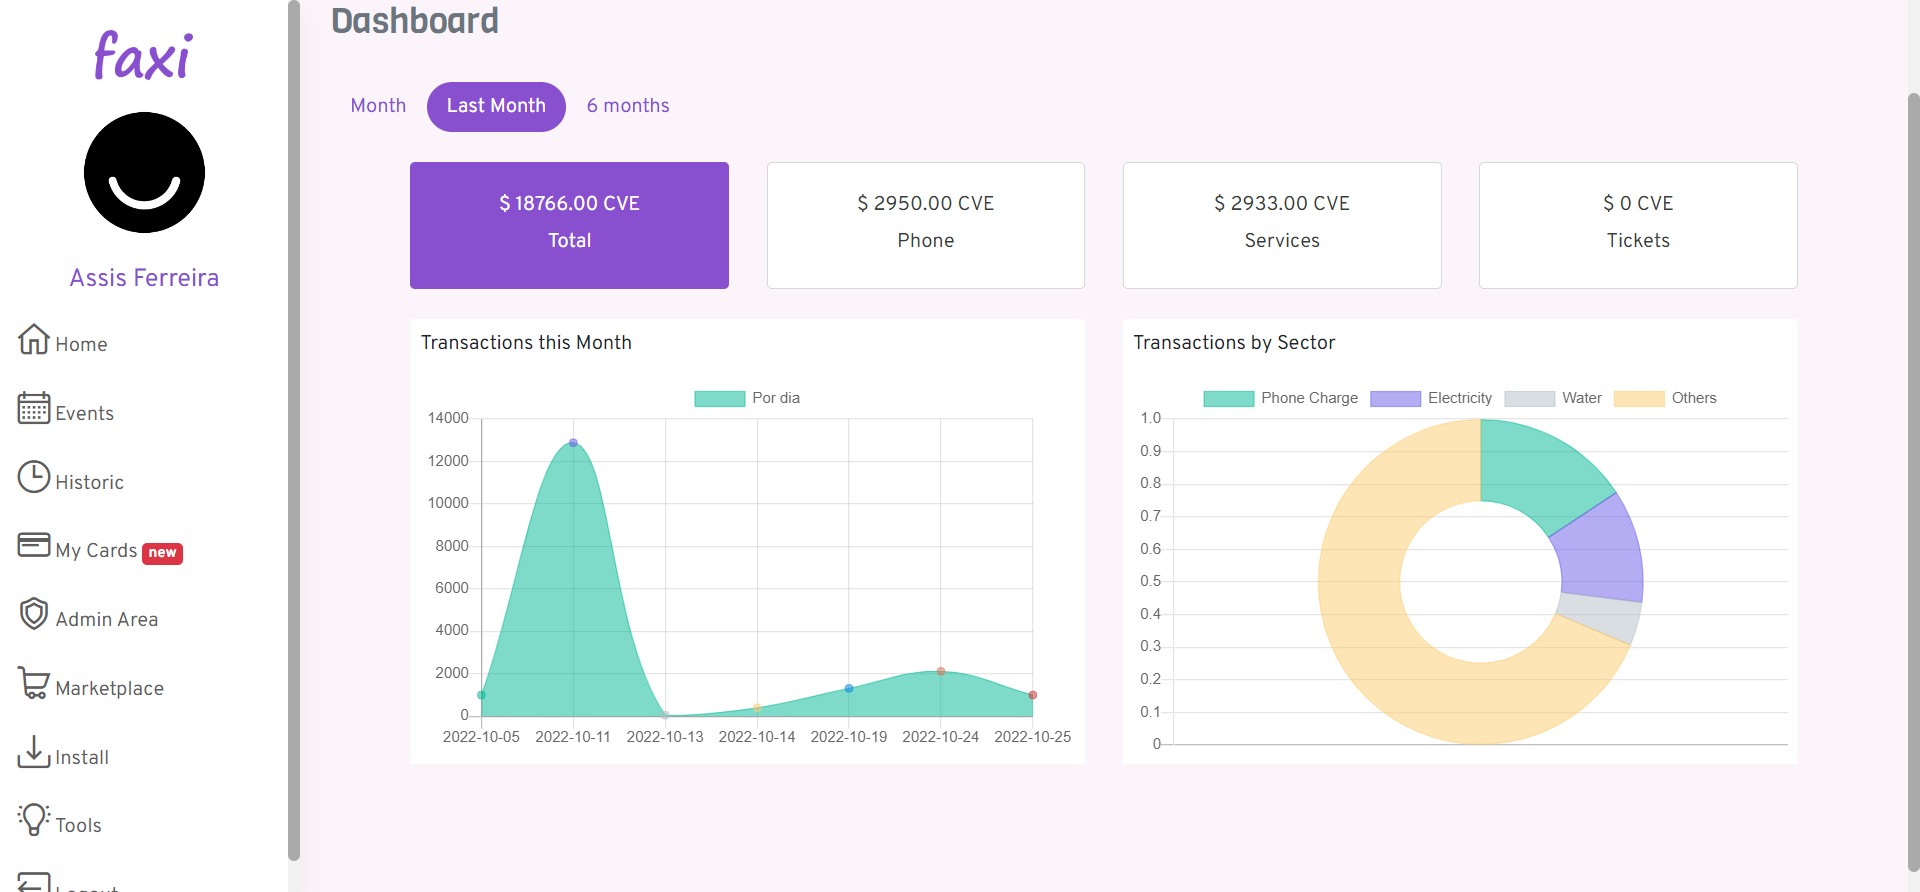 faxi
Assis Ferreira
Home
Events
Historic
My Cards new
Admin Area
Marketplace
Install
Tools
Logout
Dashboard
Month Last Month 6 months
$ 18766.00 CVE
Total
$ 2950.00 CVE
Phone
$ 2933.00 CVE
Services
$ 0 CVE
Tickets
Transactions this Month
Por dia
14000
12000
10000
8000
6000
4000
2000
0
2022-10-05 2022-10-11 2022-10-13 2022-10-14 2022-10-19 2022-10-24 2022-10-25
Transactions by Sector
Phone Charge Electricity Water Others
1.0
0.9
0.8
0.7
0.6
0.5
0.4
0.3
0.2
0.1
0